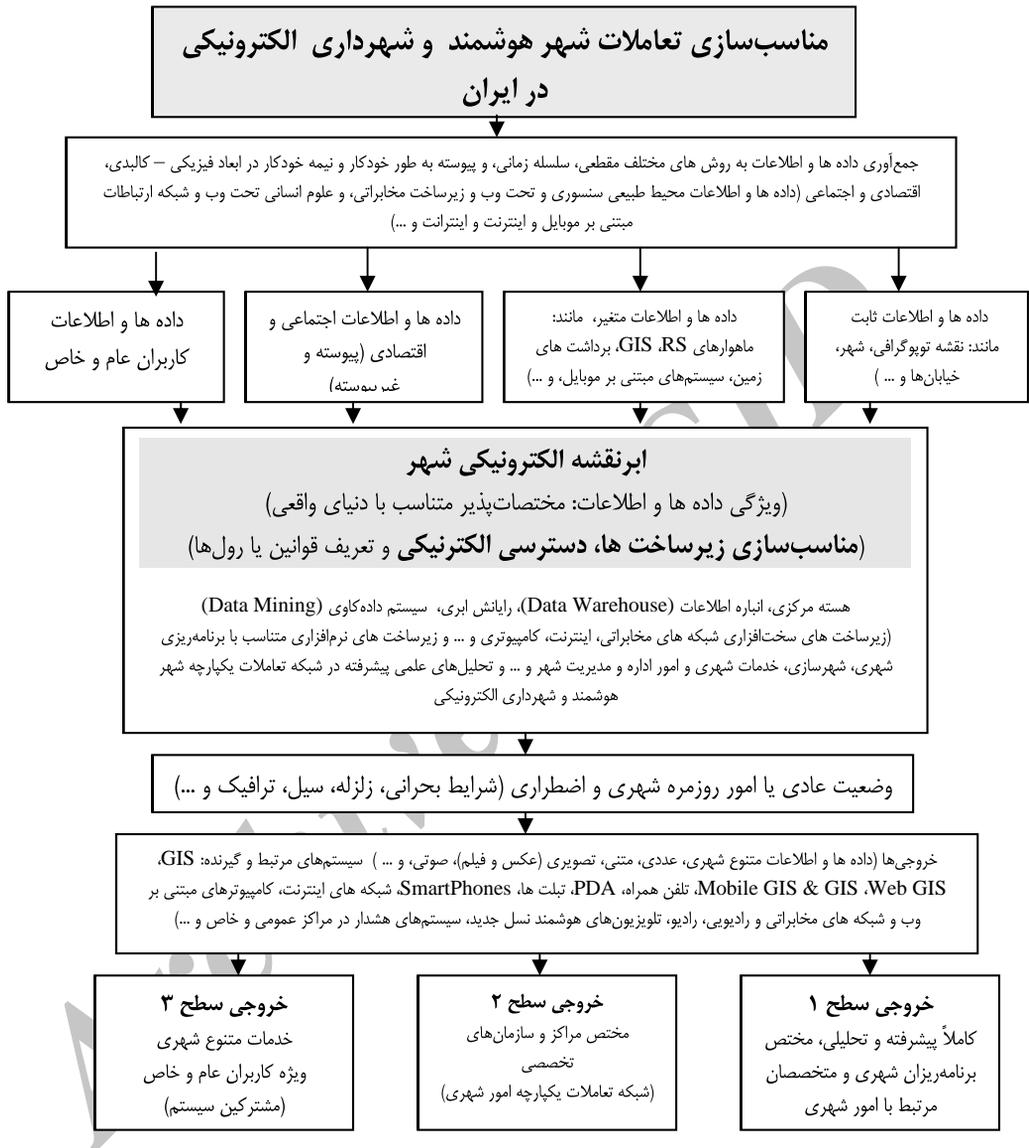 مناسب‌سازی تعاملات شهر هوشمند و شهرداری الکترونیکی
در ایران
جمع‌آوری داده ها و اطلاعات به روش های مختلف مقطعی، سلسله زمانی، و پیوسته به طور خودکار و نیمه خودکار در ابعاد فیزیکی – کالبدی،
اقتصادی و اجتماعی (داده ها و اطلاعات محیط طبیعی سنسوری و تحت وب و زیرساخت مخابراتی، و علوم انسانی تحت وب و شبکه ارتباطات
مبتنی بر موبایل و اینترنت و اینترانت و ...)
داده ها و اطلاعات ثابت
مانند: نقشه توپوگرافی، شهر،
خیابان‌ها و ... )
داده ها و اطلاعات متغیر، مانند:
ماهوارهای GIS ،RS، برداشت های
زمین، سیستم‌های مبتنی بر موبایل، و ...)
داده ها و اطلاعات اجتماعی و
اقتصادی (پیوسته و
غیرپیوسته)
داده ها و اطلاعات
کاربران عام و خاص
ابرنقشه الکترونیکی شهر
(ویژگی داده ها و اطلاعات: مختصات‌پذیر متناسب با دنیای واقعی)
(مناسب‌سازی زیرساخت ها، دسترسی الکترنیکی و تعریف قوانین یا رول‌ها)
هسته مرکزی، انباره اطلاعات (Data Warehouse)، رایانش ابری، سیستم داده‌کاوی (Data Mining)
(زیرساخت های سخت‌افزاری شبکه های مخابراتی، اینترنت، کامپیوتری و ... و زیرساخت های نرم‌افزاری متناسب با برنامه‌ریزی
شهری، شهرسازی، خدمات شهری و امور اداره و مدیریت شهر و ... و تحلیل‌های علمی پیشرفته در شبکه تعاملات یکپارچه شهر
هوشمند و شهرداری الکترونیکی
وضعیت عادی یا امور روزمره شهری و اضطراری (شرایط بحرانی، زلزله، سیل، ترافیک و ...)
خروجی‌ها (داده ها و اطلاعات متنوع شهری، عددی، متنی، تصویری (عکس و فیلم)، صوتی، و ... ) سیستم‌های مرتبط و گیرنده: GIS،
Mobile GIS & GIS ،Web GIS، تلفن همراه، PDA، تبلت ها، SmartPhones، شبکه های اینترنت، کامپیوترهای مبتنی بر
وب و شبکه های مخابراتی و رادیویی، رادیو، تلویزیون‌های هوشمند نسل جدید، سیستم‌های هشدار در مراکز عمومی و خاص و ...)
خروجی سطح ۱
کاملاً پیشرفته و تحلیلی، مختص
برنامه‌ریزان شهری و متخصصان
مرتبط با امور شهری
خروجی سطح ۲
مختص مراکز و سازمان‌های
تخصصی
(شبکه تعاملات یکپارچه امور شهری)
خروجی سطح ۳
خدمات متنوع شهری
ویژه کاربران عام و خاص
(مشترکین سیستم)